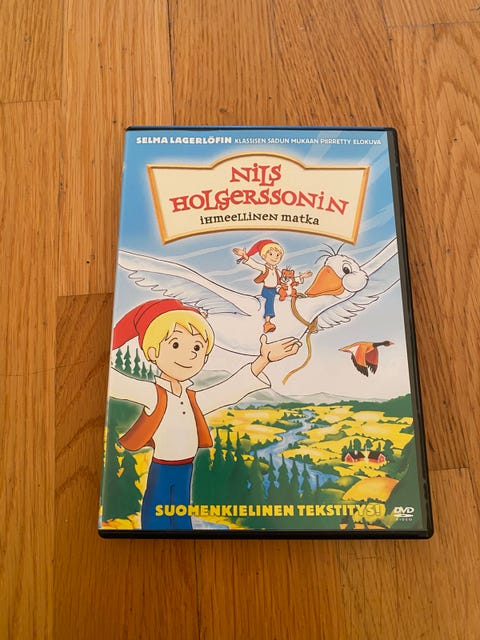 SELMA LAGERLÖFIN KLASSISEN SADUN MUKAAN PIIRRETTY ELOKUVA
NiLS
HOLGERSSONiN
iHMEELLiNEN MATKA
SUOMENKIELINEN TEKSTITYS!
DVD
VIDEO